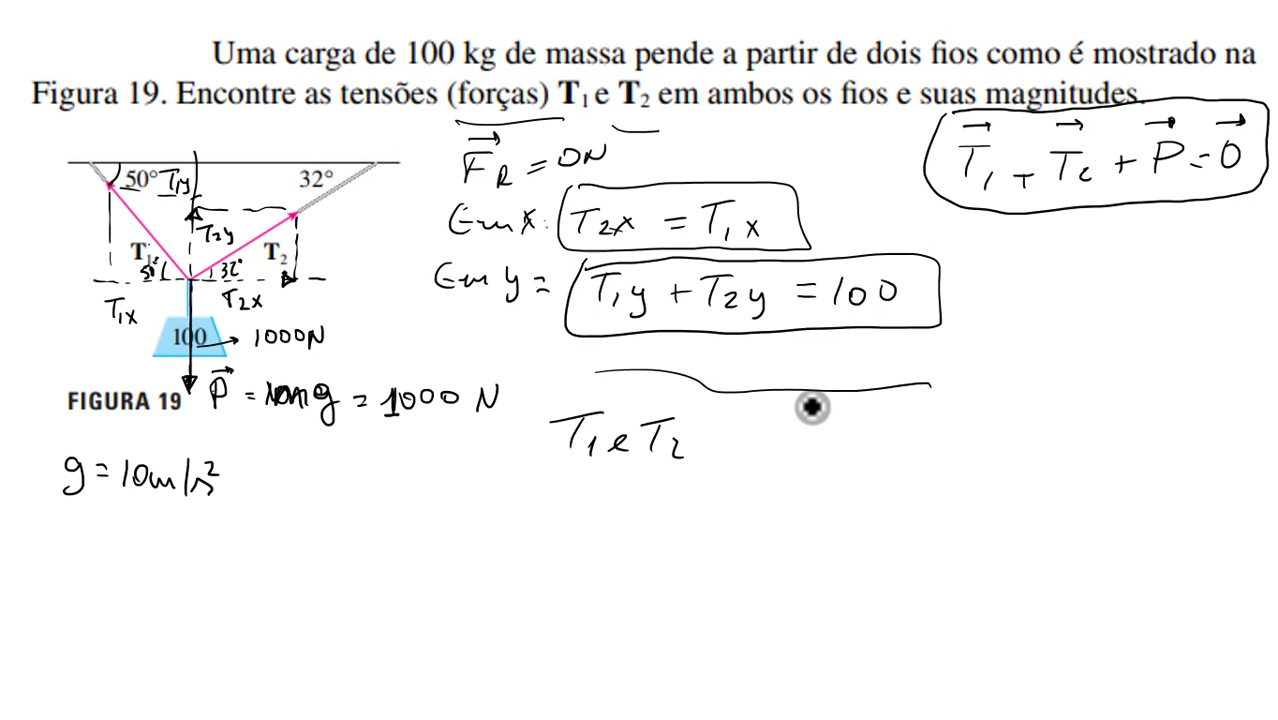 Uma carga de 100 kg de massa pende a partir de dois fios como é mostrado na
Figura 19. Encontre as tensões (forças) T₁ e T₂ em ambos os fios e suas magnitudes.
T₁ + T₂ + P = 0
F_R = 0N
50° T₁y
32°
Em x: T₂x = T₁x
T₂y
T₁
T₂
50°
32°
Em y = T₁y + T₂y = 100
T₁x
T₂x
100
1000N
FIGURA 19
P = mg = 1000 N
T₁ e T₂
g = 10m/s²